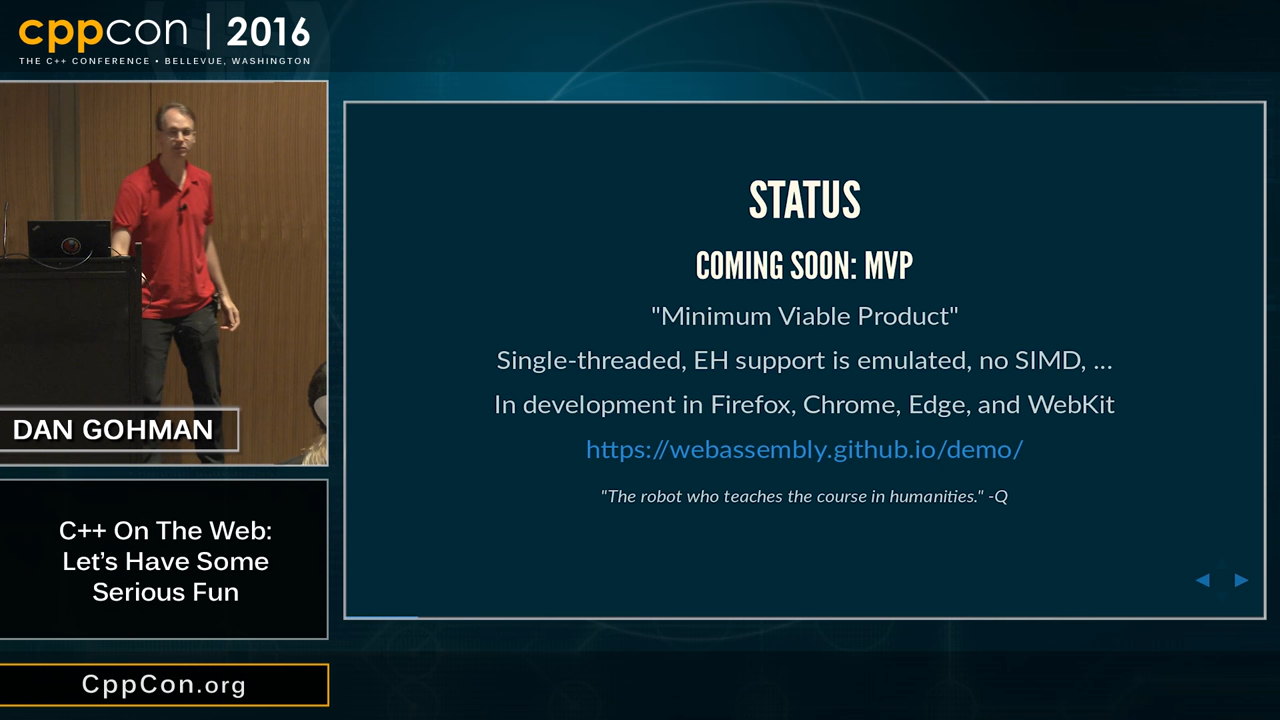 cppcon | 2016
THE C++ CONFERENCE • BELLEVUE, WASHINGTON
DAN GOHMAN
C++ On The Web:
Let's Have Some
Serious Fun
CppCon.org
STATUS
COMING SOON: MVP
"Minimum Viable Product"
Single-threaded, EH support is emulated, no SIMD, ...
In development in Firefox, Chrome, Edge, and WebKit
https://webassembly.github.io/demo/
"The robot who teaches the course in humanities." -Q